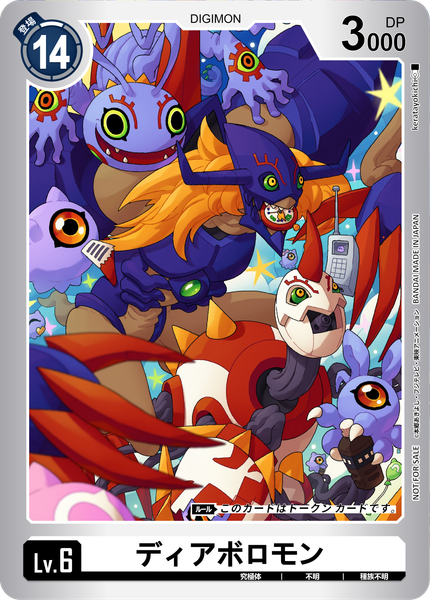 登場
14
DIGIMON
DP
3000
keratayokichi
©本郷あきよし・フジテレビ・東映アニメーション BANDAI MADE IN JAPAN
NOT FOR SALE
ルール このカードはトークンカードです。
Lv.6
ディアボロモン
究極体 | 不明 | 種族不明